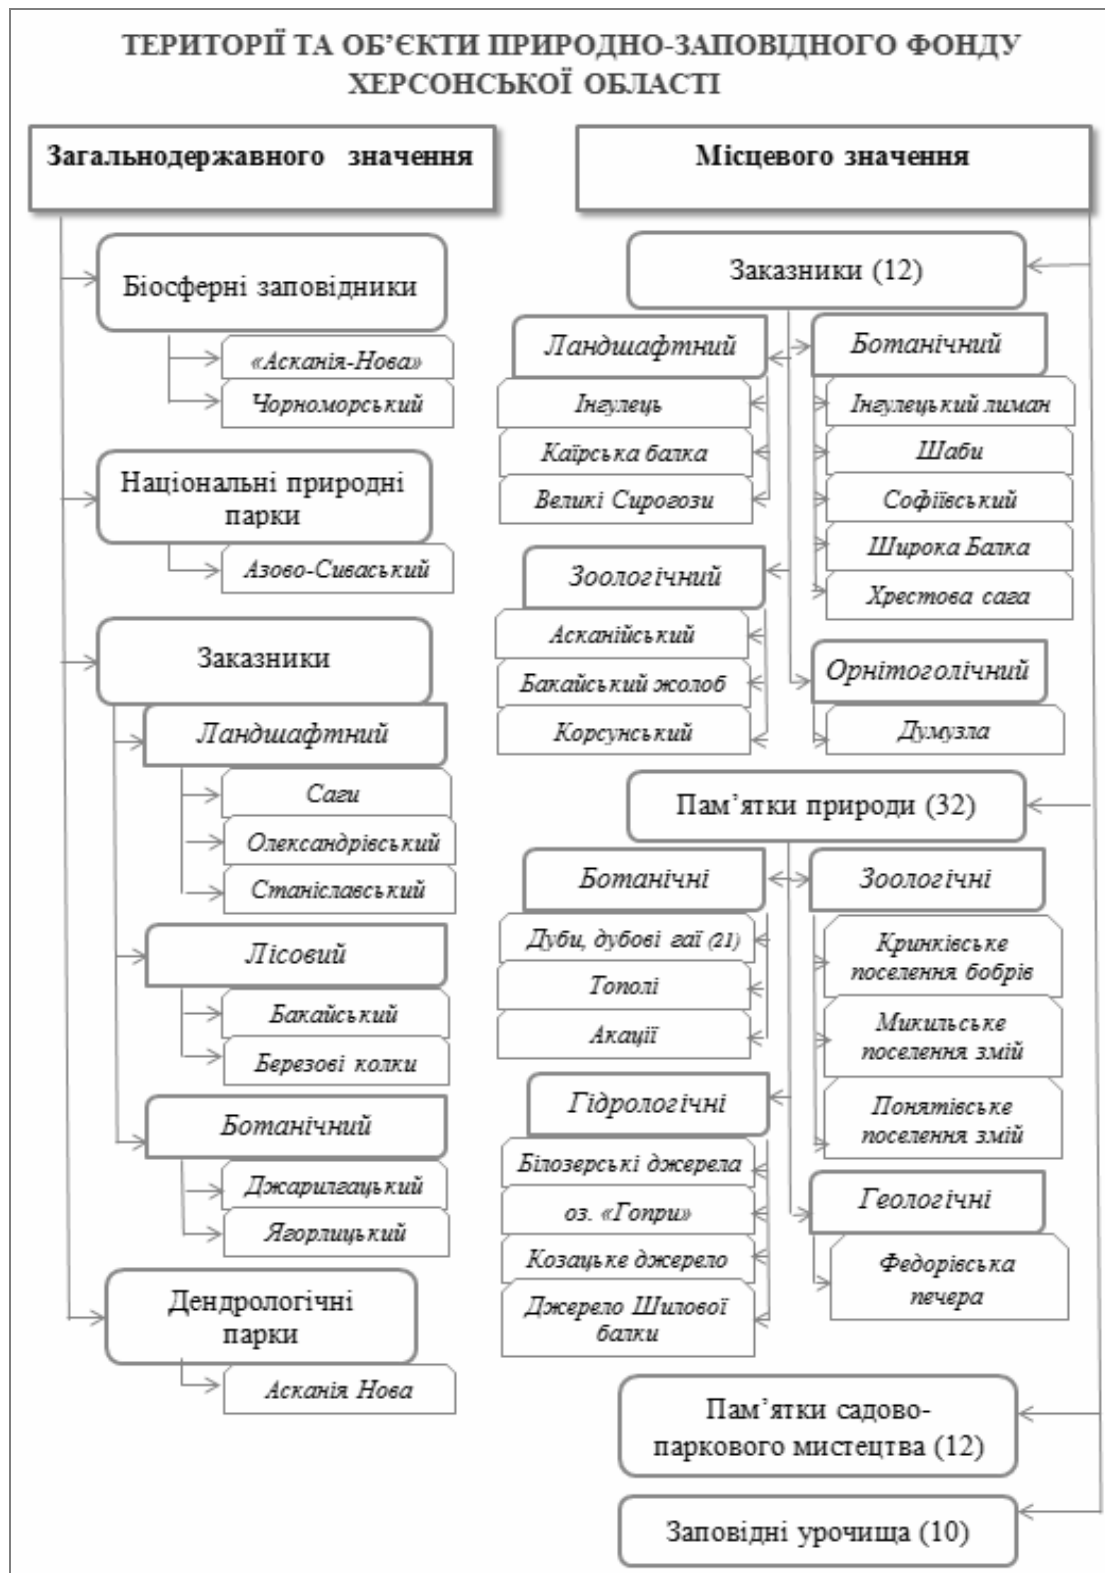 ТЕРИТОРІЇ ТА ОБ’ЄКТИ ПРИРОДНО-ЗАПОВІДНОГО ФОНДУ
ХЕРСОНСЬКОЇ ОБЛАСТІ
Загальнодержавного значення
Біосферні заповідники
«Асканія-Нова»
Чорноморський
Національні природні
парки
Азово-Сиваський
Заказники
Ландшафтний
Саги
Олександрівський
Станіславський
Лісовий
Бакайський
Березові колки
Ботанічний
Джарилгацький
Ягорлицький
Дендрологічні
парки
Асканія Нова
Місцевого значення
Заказники (12)
Ландшафтний
Інгулець
Каїрська балка
Великі Сирогози
Ботанічний
Інгулецький лиман
Шаби
Софіївський
Широка Балка
Хрестова сага
Зоологічний
Асканійський
Бакайський жолоб
Корсунський
Орнітоголічний
Думузла
Пам’ятки природи (32)
Ботанічні
Дуби, дубові гаї (21)
Тополі
Акації
Зоологічні
Кринківське
поселення бобрів
Микильське
поселення змій
Понятівське
поселення змій
Гідрологічні
Білозерські джерела
оз. «Гопри»
Козацьке джерело
Джерело Шилової
балки
Геологічні
Федорівська
печера
Пам’ятки садово-
паркового мистецтва (12)
Заповідні урочища (10)